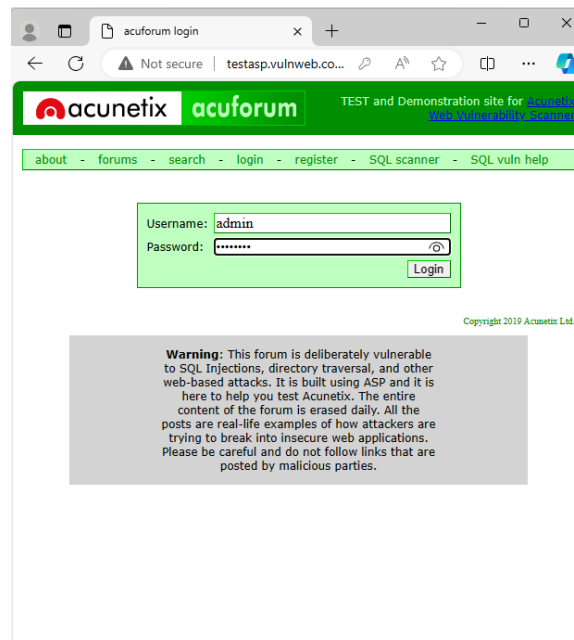 acuforum login
Not secure testasp.vulnweb.co...
acunetix acuforum
TEST and Demonstration site for Acunetix
Web Vulnerability Scanner
about - forums - search - login - register - SQL scanner - SQL vuln help
Username: admin
Password: ••••••••
Login
Copyright 2019 Acunetix Ltd.
Warning: This forum is deliberately vulnerable
to SQL Injections, directory traversal, and other
web-based attacks. It is built using ASP and it is
here to help you test Acunetix. The entire
content of the forum is erased daily. All the
posts are real-life examples of how attackers are
trying to break into insecure web applications.
Please be careful and do not follow links that are
posted by malicious parties.